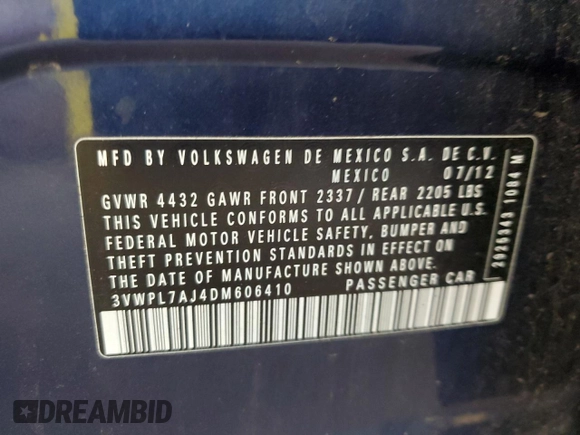 MFD BY VOLKSWAGEN DE MEXICO S.A. DE C.V.
MEXICO 07/12
GVWR 4432 GAWR FRONT 2337 / REAR 2205 LBS
THIS VEHICLE CONFORMS TO ALL APPLICABLE U.S.
FEDERAL MOTOR VEHICLE SAFETY, BUMPER AND
THEFT PREVENTION STANDARDS IN EFFECT ON
THE DATE OF MANUFACTURE SHOWN ABOVE.
3VWPL7AJ4DM606410 PASSENGER CAR
2925343 1084 M
DREAMBID